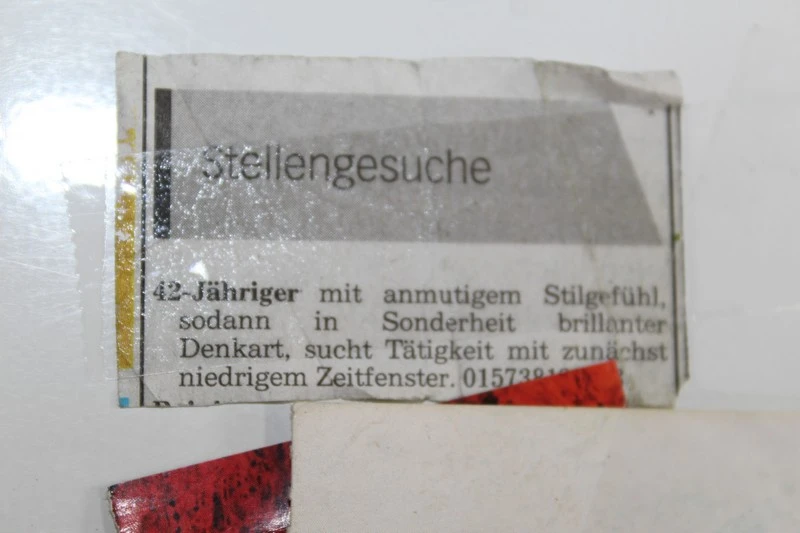 Stellengesuche
42-Jähriger mit anmutigem Stilgefühl,
sodann in Sonderheit brillanter
Denkart, sucht Tätigkeit mit zunächst
niedrigem Zeitfenster.